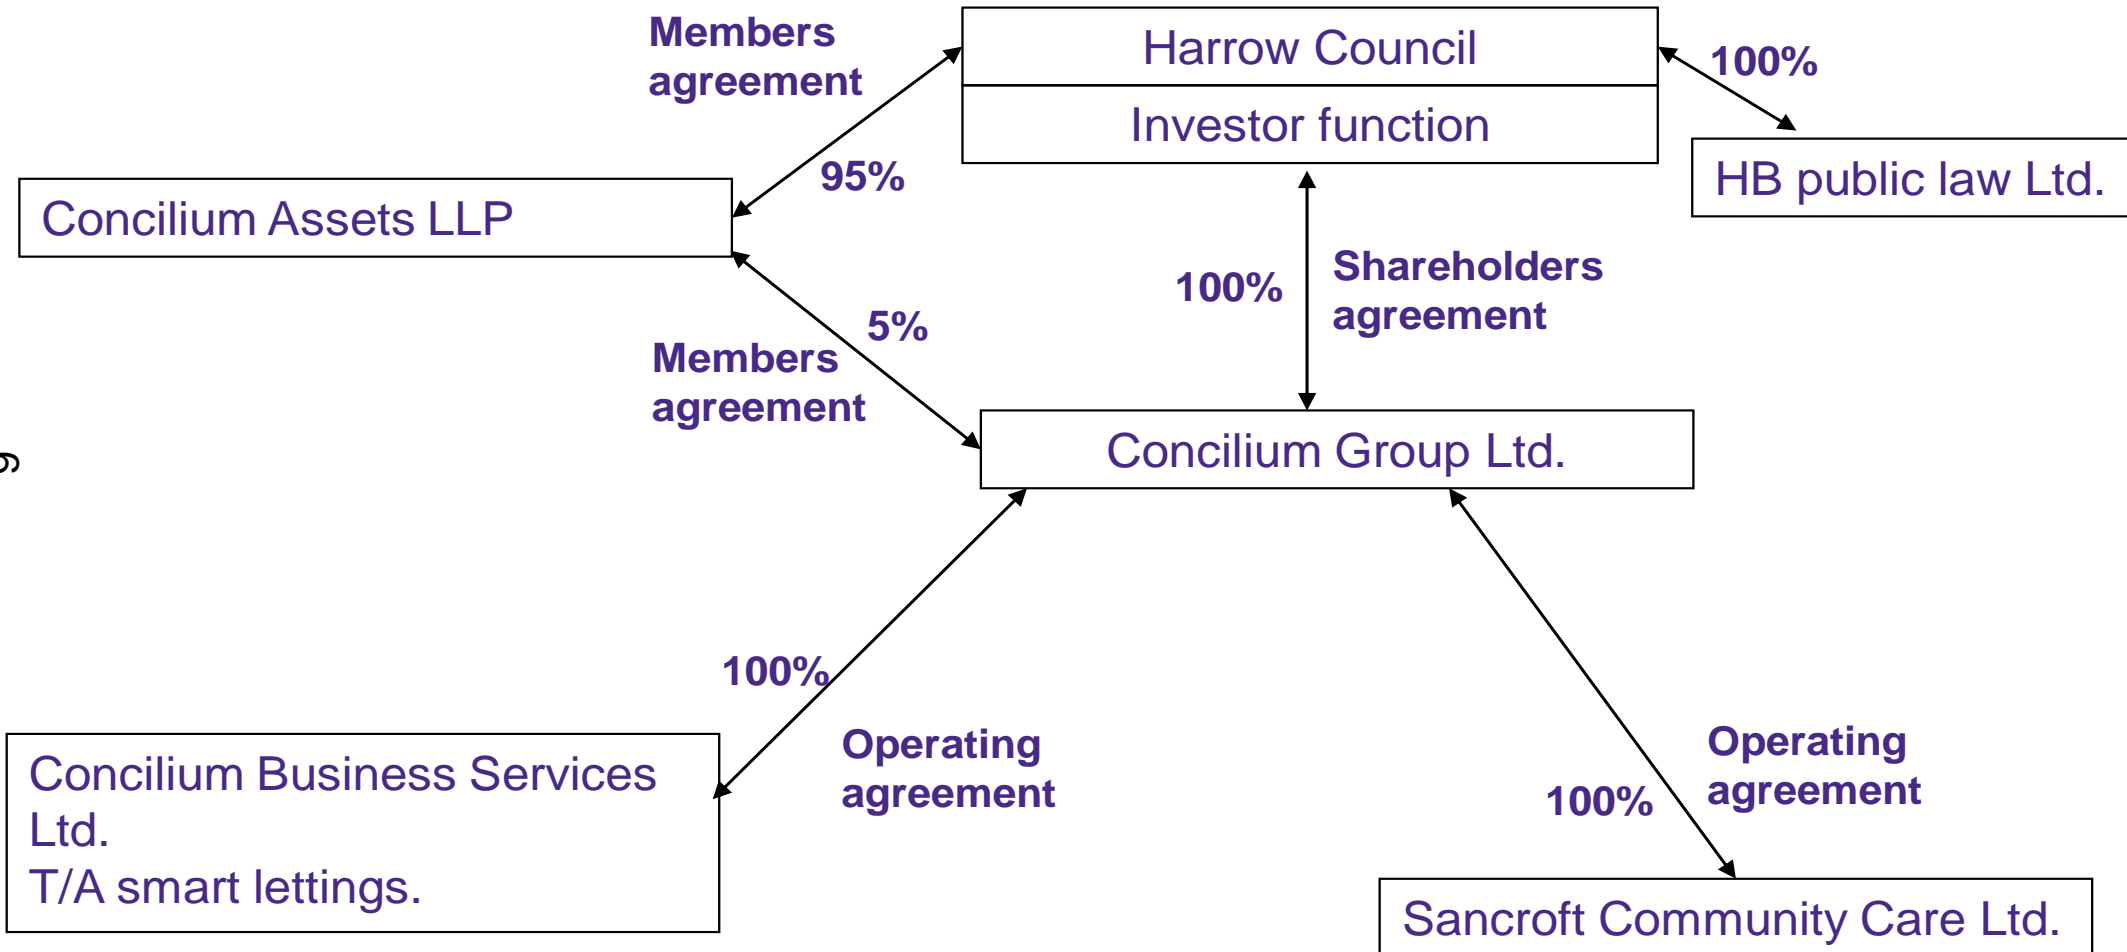 Members
agreement
Harrow Council
100%
Investor function
95%
HB public law Ltd.
Concilium Assets LLP
Shareholders
agreement
100%
5%
Members
agreement
Concilium Group Ltd.
9
100%
Operating
agreement
Operating
agreement
100%
Concilium Business Services
Ltd.
T/A smart lettings.
Sancroft Community Care Ltd.